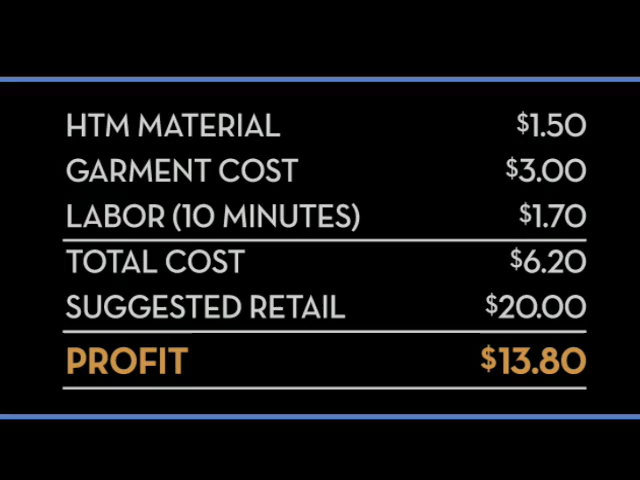 HTM MATERIAL $1.50
GARMENT COST $3.00
LABOR (10 MINUTES) $1.70
TOTAL COST $6.20
SUGGESTED RETAIL $20.00
PROFIT $13.80